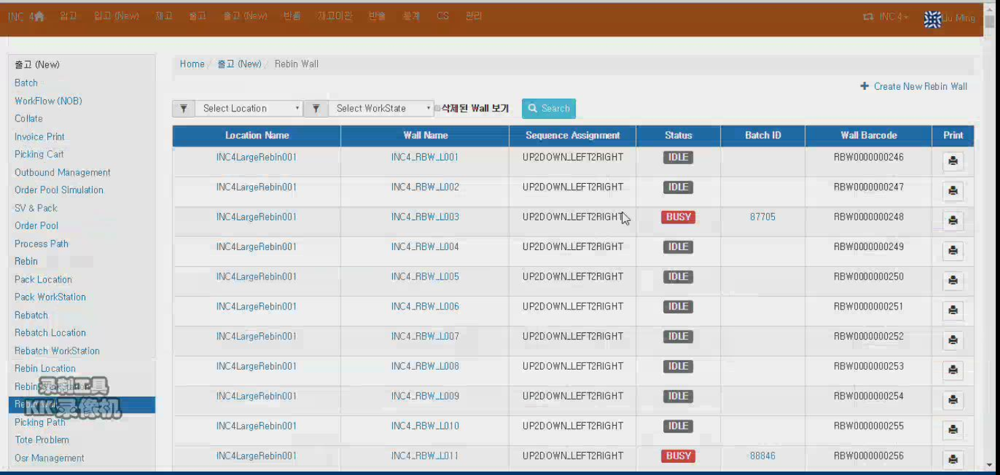 INC 4 입고 입고 (New) 재고 출고 출고 (New) 반품 재고이관 반출 통계 CS 관리 INC 4 Liu Ming
출고 (New)
Batch
WorkFlow (NOB)
Collate
Invoice Print
Picking Cart
Outbound Management
Order Pool Simulation
SV & Pack
Order Pool
Process Path
Rebin
Pack Location
Pack WorkStation
Rebatch
Rebatch Location
Rebatch WorkStation
Rebin Location
Rebin WorkStation
Rebin Wall
Picking Path
Tote Problem
Osr Management
录制工具
KK录像机
Home / 출고 (New) / Rebin Wall
+ Create New Rebin Wall
Select Location Select WorkState 삭제된 Wall 보기 Search
Location Name Wall Name Sequence Assignment Status Batch ID Wall Barcode Print
INC4LargeRebin001 INC4_RBW_L001 UP2DOWN_LEFT2RIGHT IDLE RBW0000000246
INC4LargeRebin001 INC4_RBW_L002 UP2DOWN_LEFT2RIGHT IDLE RBW0000000247
INC4LargeRebin001 INC4_RBW_L003 UP2DOWN_LEFT2RIGHT BUSY 87705 RBW0000000248
INC4LargeRebin001 INC4_RBW_L004 UP2DOWN_LEFT2RIGHT IDLE RBW0000000249
INC4LargeRebin001 INC4_RBW_L005 UP2DOWN_LEFT2RIGHT IDLE RBW0000000250
INC4LargeRebin001 INC4_RBW_L006 UP2DOWN_LEFT2RIGHT IDLE RBW0000000251
INC4LargeRebin001 INC4_RBW_L007 UP2DOWN_LEFT2RIGHT IDLE RBW0000000252
INC4LargeRebin001 INC4_RBW_L008 UP2DOWN_LEFT2RIGHT IDLE RBW0000000253
INC4LargeRebin001 INC4_RBW_L009 UP2DOWN_LEFT2RIGHT IDLE RBW0000000254
INC4LargeRebin001 INC4_RBW_L010 UP2DOWN_LEFT2RIGHT IDLE RBW0000000255
INC4LargeRebin001 INC4_RBW_L011 UP2DOWN_LEFT2RIGHT BUSY 88846 RBW0000000256